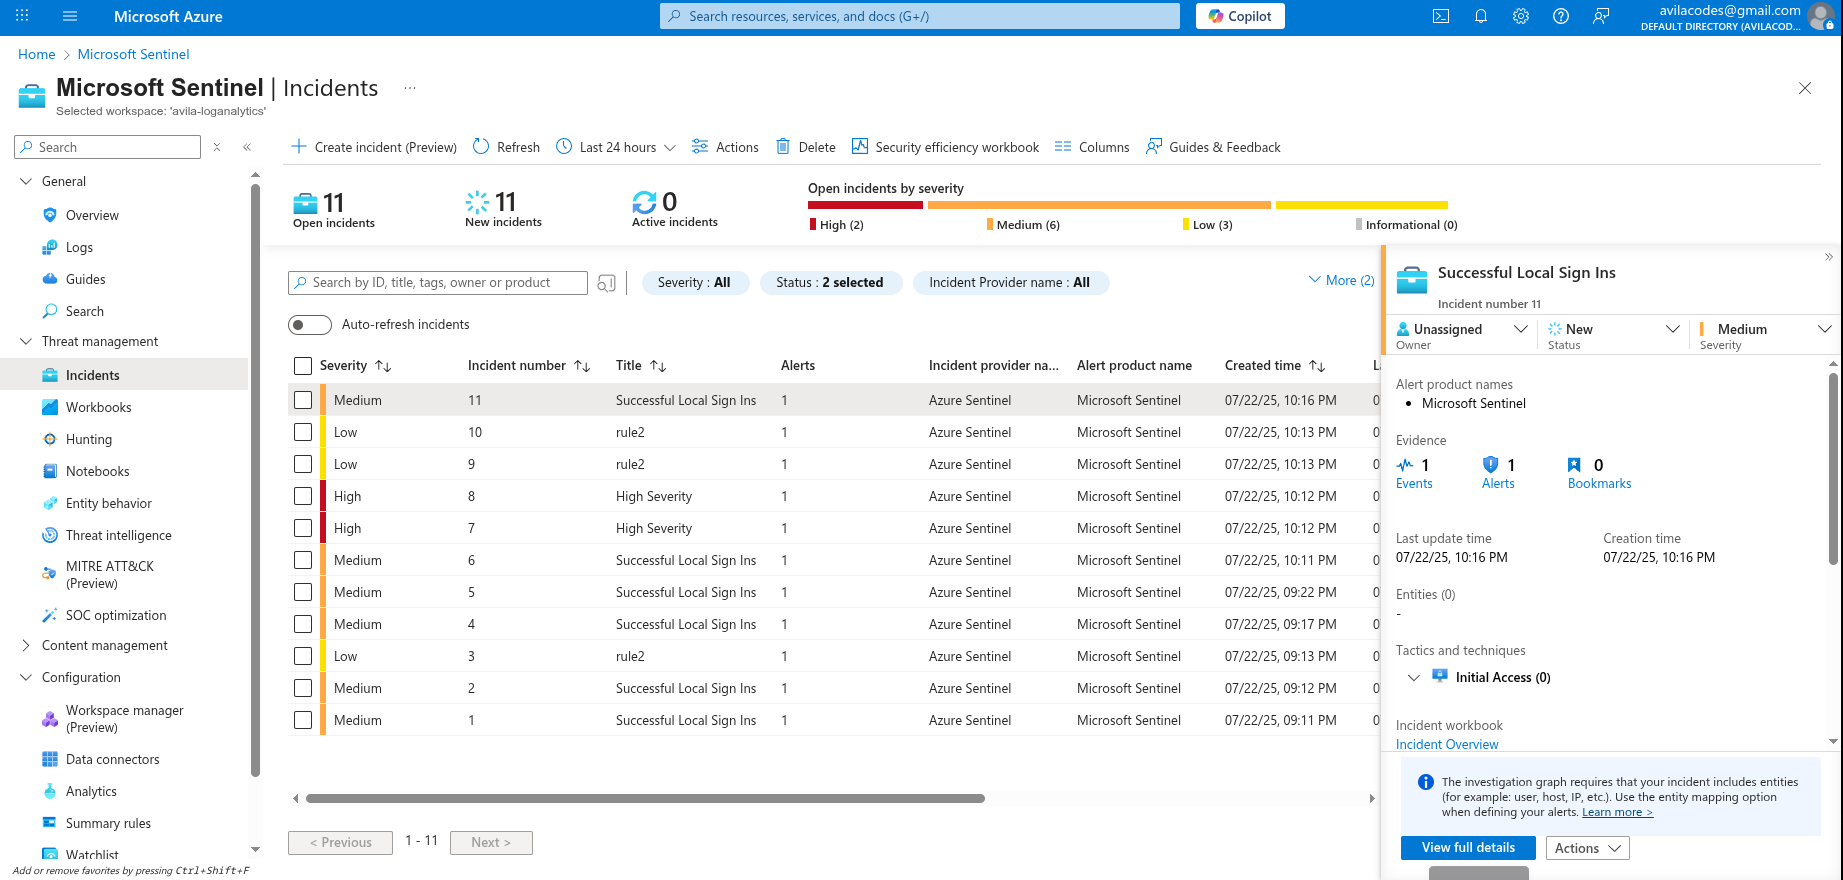 Microsoft Azure
Search resources, services, and docs (G+/)
Copilot
avilacodes@gmail.com
DEFAULT DIRECTORY (AVILACOD...
Home > Microsoft Sentinel
Microsoft Sentinel | Incidents ...
Selected workspace: 'avila-loganalytics'
Search
General
Overview
Logs
Guides
Search
Threat management
Incidents
Workbooks
Hunting
Notebooks
Entity behavior
Threat intelligence
MITRE ATT&CK
(Preview)
SOC optimization
Content management
Configuration
Workspace manager
(Preview)
Data connectors
Analytics
Summary rules
Watchlist
Add or remove favorites by pressing Ctrl+Shift+F
Create incident (Preview) Refresh Last 24 hours Actions Delete Security efficiency workbook Columns Guides & Feedback
11
Open incidents
11
New incidents
0
Active incidents
Open incidents by severity
High (2) Medium (6) Low (3) Informational (0)
Search by ID, title, tags, owner or product
Severity : All
Status : 2 selected
Incident Provider name : All
More (2)
Auto-refresh incidents
Severity Incident number Title Alerts Incident provider na... Alert product name Created time
Medium 11 Successful Local Sign Ins 1 Azure Sentinel Microsoft Sentinel 07/22/25, 10:16 PM
Low 10 rule2 1 Azure Sentinel Microsoft Sentinel 07/22/25, 10:13 PM
Low 9 rule2 1 Azure Sentinel Microsoft Sentinel 07/22/25, 10:13 PM
High 8 High Severity 1 Azure Sentinel Microsoft Sentinel 07/22/25, 10:12 PM
High 7 High Severity 1 Azure Sentinel Microsoft Sentinel 07/22/25, 10:12 PM
Medium 6 Successful Local Sign Ins 1 Azure Sentinel Microsoft Sentinel 07/22/25, 10:11 PM
Medium 5 Successful Local Sign Ins 1 Azure Sentinel Microsoft Sentinel 07/22/25, 09:22 PM
Medium 4 Successful Local Sign Ins 1 Azure Sentinel Microsoft Sentinel 07/22/25, 09:17 PM
Low 3 rule2 1 Azure Sentinel Microsoft Sentinel 07/22/25, 09:13 PM
Medium 2 Successful Local Sign Ins 1 Azure Sentinel Microsoft Sentinel 07/22/25, 09:12 PM
Medium 1 Successful Local Sign Ins 1 Azure Sentinel Microsoft Sentinel 07/22/25, 09:11 PM
< Previous 1 - 11 Next >
Successful Local Sign Ins
Incident number 11
Unassigned New Medium
Owner Status Severity
Alert product names
• Microsoft Sentinel
Evidence
1 1 0
Events Alerts Bookmarks
Last update time Creation time
07/22/25, 10:16 PM 07/22/25, 10:16 PM
Entities (0)
-
Tactics and techniques
Initial Access (0)
Incident workbook
Incident Overview
The investigation graph requires that your incident includes entities
(for example: user, host, IP, etc.). Use the entity mapping option
when defining your alerts. Learn more >
View full details Actions